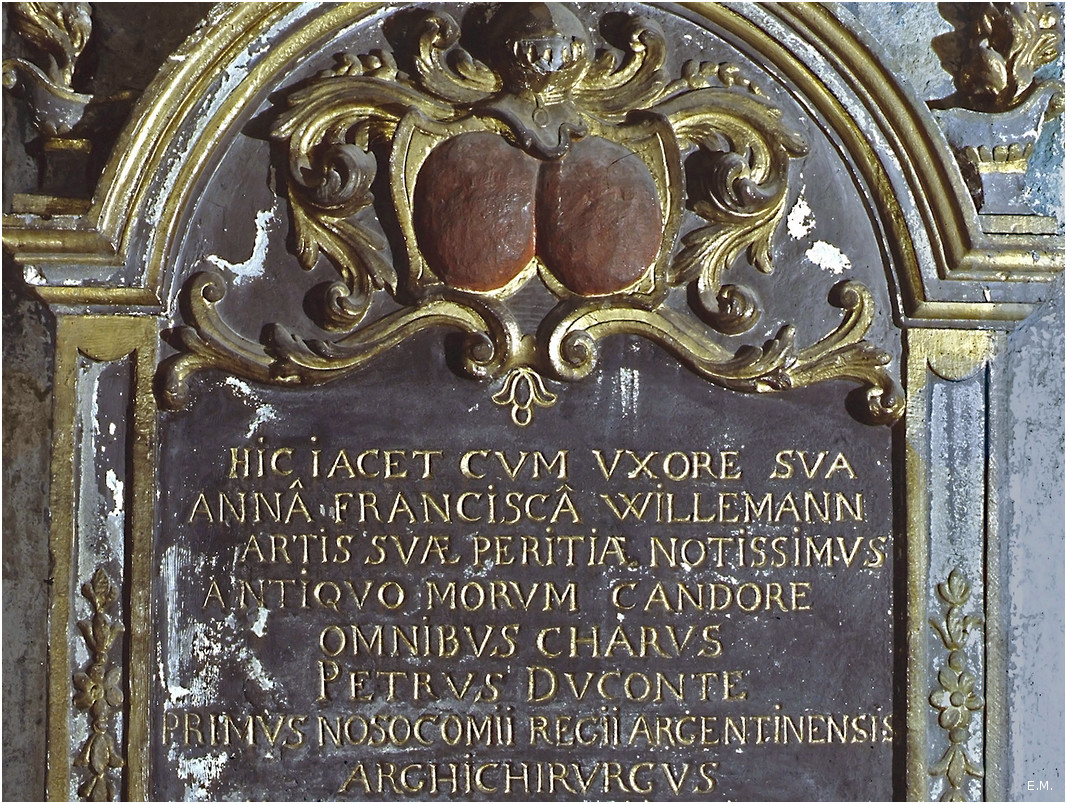 HIC IACET CVM VXORE SVA
ANNÂ FRANCISCÂ WILLEMANN
ARTIS SVÆ PERITIÂ NOTISSIMVS
ANTIQVO MORVM CANDORE
OMNIBVS CHARVS
PETRVS DVCONTE
PRIMVS NOSOCOMII REGII ARGENTINENSIS
ARCHICHIRVRGVS
E.M.